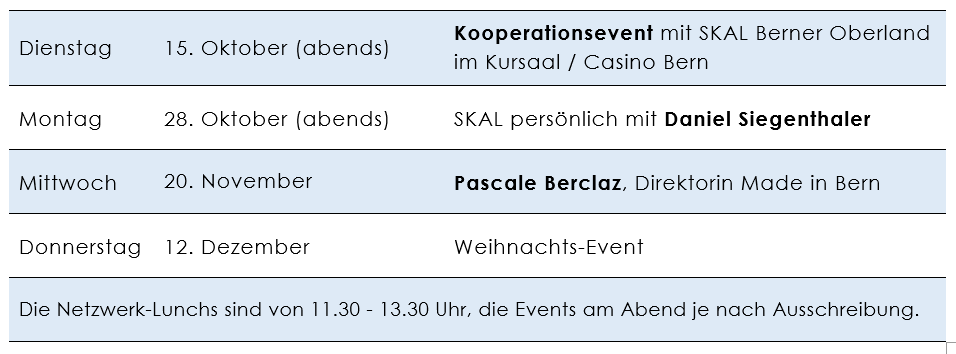 Dienstag 15. Oktober (abends) Kooperationsevent mit SKAL Berner Oberland
im Kursaal / Casino Bern
Montag 28. Oktober (abends) SKAL persönlich mit Daniel Siegenthaler
Mittwoch 20. November Pascale Berclaz, Direktorin Made in Bern
Donnerstag 12. Dezember Weihnachts-Event
Die Netzwerk-Lunchs sind von 11.30 - 13.30 Uhr, die Events am Abend je nach Ausschreibung.